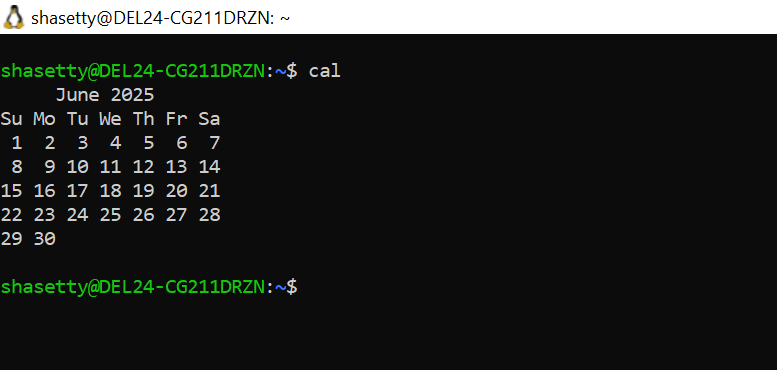 shasetty@DEL24-CG211DRZN: ~
shasetty@DEL24-CG211DRZN:~$ cal
     June 2025
Su Mo Tu We Th Fr Sa
 1  2  3  4  5  6  7
 8  9 10 11 12 13 14
15 16 17 18 19 20 21
22 23 24 25 26 27 28
29 30
shasetty@DEL24-CG211DRZN:~$